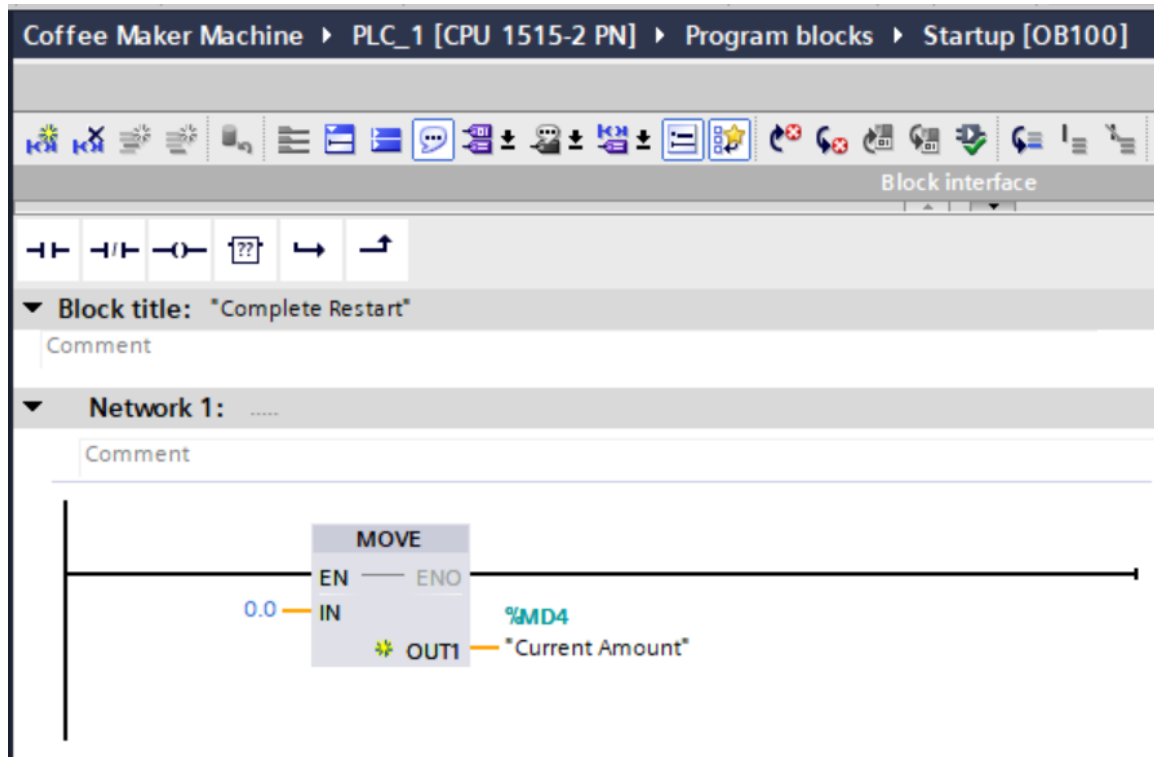 Coffee Maker Machine ▸ PLC_1 [CPU 1515-2 PN] ▸ Program blocks ▸ Startup [OB100]
Block interface
??
Block title: "Complete Restart"
Comment
Network 1: .....
Comment
MOVE
EN ENO
0.0 IN
%MD4
OUT1 "Current Amount"